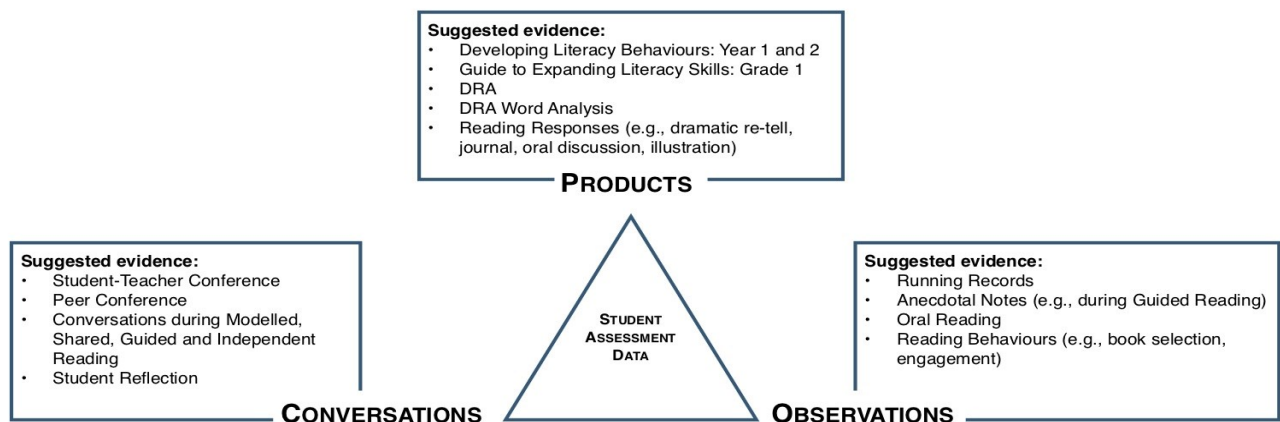 Suggested evidence:
• Developing Literacy Behaviours: Year 1 and 2
• Guide to Expanding Literacy Skills: Grade 1
• DRA
• DRA Word Analysis
• Reading Responses (e.g., dramatic re-tell,
journal, oral discussion, illustration)
PRODUCTS
Suggested evidence:
• Student-Teacher Conference
• Peer Conference
• Conversations during Modelled,
Shared, Guided and Independent
Reading
• Student Reflection
CONVERSATIONS
STUDENT
ASSESSMENT
DATA
Suggested evidence:
• Running Records
• Anecdotal Notes (e.g., during Guided Reading)
• Oral Reading
• Reading Behaviours (e.g., book selection,
engagement)
OBSERVATIONS